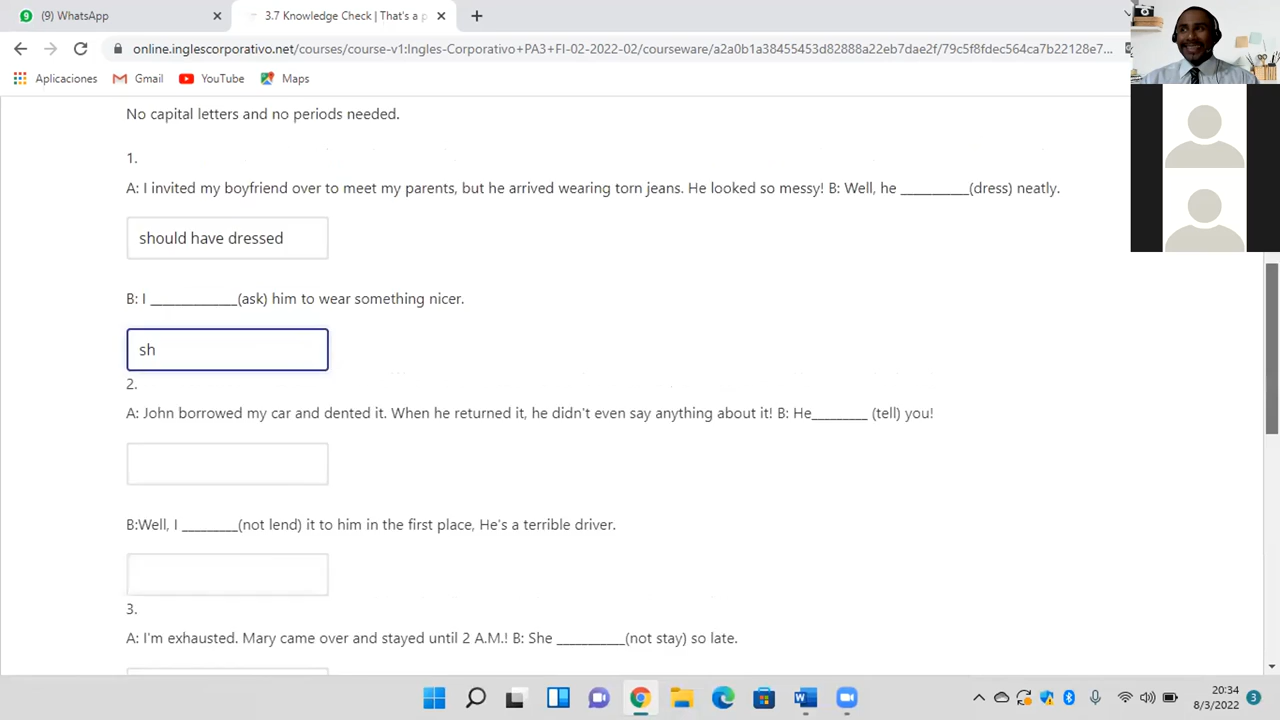 9 (9) WhatsApp
3.7 Knowledge Check | That's a p
online.inglescorporativo.net/courses/course-v1:Ingles-Corporativo+PA3+FI-02-2022-02/courseware/a2a0b1a38455453d82888a22eb7dae2f/79c5f8fdec564ca7b22128e7...
Aplicaciones Gmail YouTube Maps
No capital letters and no periods needed.
1.
A: I invited my boyfriend over to meet my parents, but he arrived wearing torn jeans. He looked so messy! B: Well, he __________(dress) neatly.
should have dressed
B: I _____________(ask) him to wear something nicer.
sh
2.
A: John borrowed my car and dented it. When he returned it, he didn't even say anything about it! B: He________ (tell) you!
B:Well, I ________(not lend) it to him in the first place, He's a terrible driver.
3.
A: I'm exhausted. Mary came over and stayed until 2 A.M.! B: She __________(not stay) so late.
20:34
8/3/2022
3